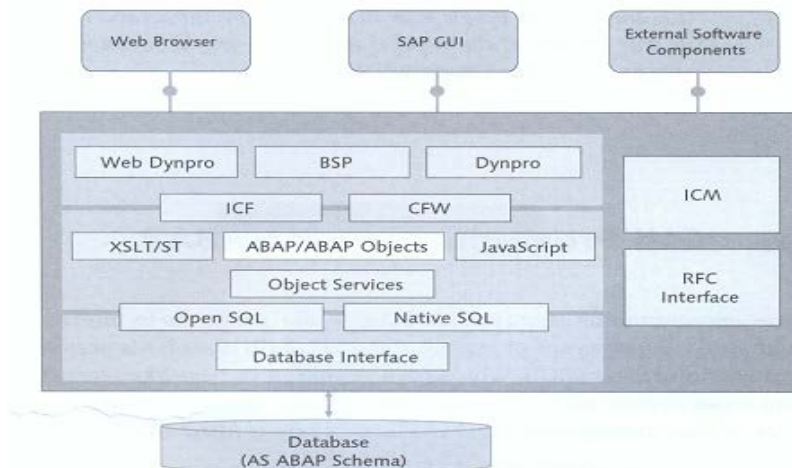 Web Browser
SAP GUI
External Software
Components
Web Dynpro
BSP
Dynpro
ICM
ICF
CFW
XSLT/ST
ABAP/ABAP Objects
JavaScript
Object Services
RFC
Interface
Open SQL
Native SQL
Database Interface
Database
(AS ABAP Schema)